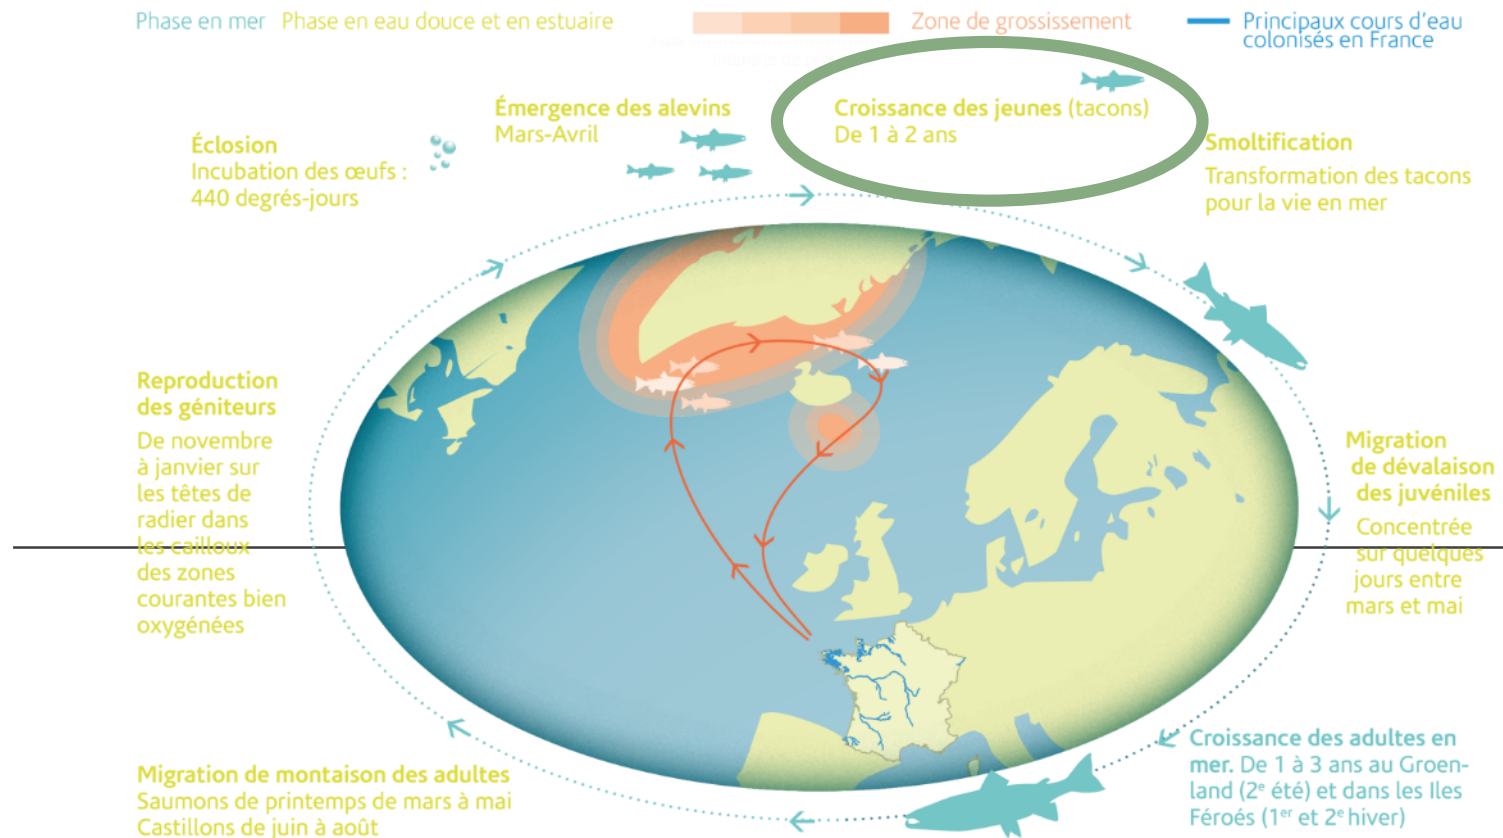 Phase en mer Phase en eau douce et en estuaire
Zone de grossissement
Principaux cours d'eau
colonisés en France
Éclosion
Incubation des œufs :
440 degrés-jours
Émergence des alevins
Mars-Avril
Croissance des jeunes (tacons)
De 1 à 2 ans
Smoltification
Transformation des tacons
pour la vie en mer
Reproduction
des géniteurs
De novembre
à janvier sur
les têtes de
radier dans
les cailloux
des zones
courantes bien
oxygénées
Migration
de dévalaison
des juvéniles
Concentrée
sur quelques
jours entre
mars et mai
Migration de montaison des adultes
Saumons de printemps de mars à mai
Castillons de juin à août
Croissance des adultes en
mer. De 1 à 3 ans au Groen-
land (2e été) et dans les Iles
Féroés (1er et 2e hiver)